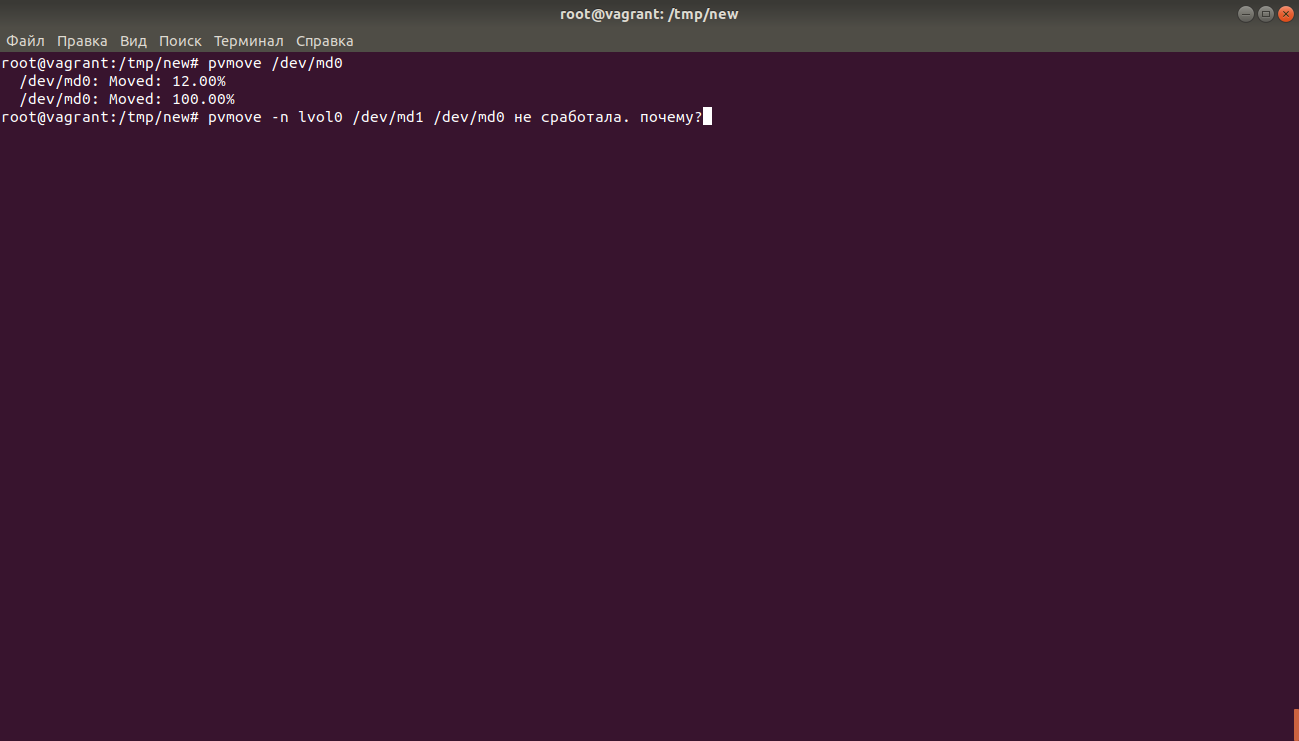 root@vagrant: /tmp/new
Файл Правка Вид Поиск Терминал Справка
root@vagrant:/tmp/new# pvmove /dev/md0
  /dev/md0: Moved: 12.00%
  /dev/md0: Moved: 100.00%
root@vagrant:/tmp/new# pvmove -n lvol0 /dev/md1 /dev/md0 не сработала. почему?